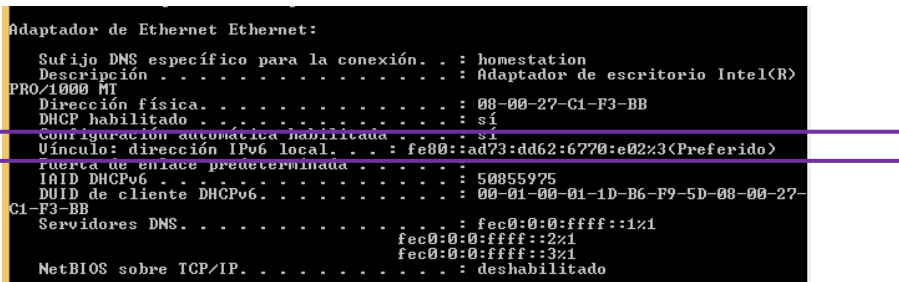 Adaptador de Ethernet Ethernet:
Sufijo DNS específico para la conexión. . : homestation
Descripción . . . . . . . . . . . . . . . : Adaptador de escritorio Intel(R)
PRO/1000 MT
Dirección física. . . . . . . . . . . . . : 08-00-27-C1-F3-BB
DHCP habilitado . . . . . . . . . . . . . : sí
Configuración automática habilitada . . . : sí
Vínculo: dirección IPv6 local. . . : fe80::ad73:dd62:6770:e02%3(Preferido)
Puerta de enlace predeterminada . . . . . :
IAID DHCPv6 . . . . . . . . . . . . . . . : 50855975
DUID de cliente DHCPv6. . . . . . . . . . : 00-01-00-01-1D-B6-F9-5D-08-00-27-
C1-F3-BB
Servidores DNS. . . . . . . . . . . . . . : fec0:0:0:ffff::1%1
fec0:0:0:ffff::2%1
fec0:0:0:ffff::3%1
NetBIOS sobre TCP/IP. . . . . . . . . . . : deshabilitado